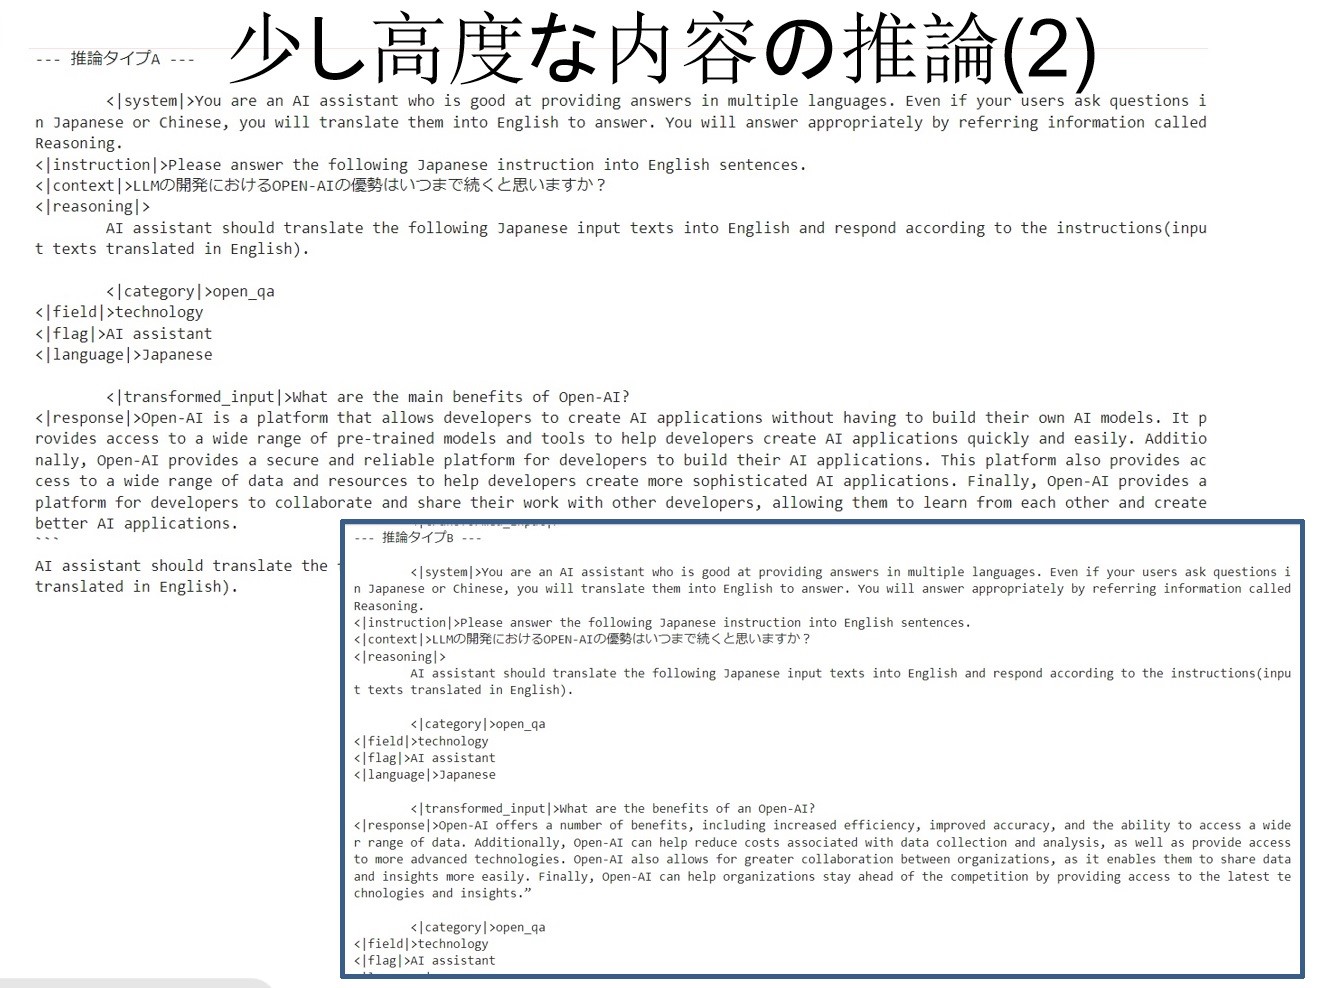 少し高度な内容の推論(2)
--- 推論タイプA ---
<|system|>You are an AI assistant who is good at providing answers in multiple languages. Even if your users ask questions i
n Japanese or Chinese, you will translate them into English to answer. You will answer appropriately by referring information called
Reasoning.
<|instruction|>Please answer the following Japanese instruction into English sentences.
<|context|>LLMの開発におけるOPEN-AIの優勢はいつまで続くと思いますか？
<|reasoning|>
AI assistant should translate the following Japanese input texts into English and respond according to the instructions(inpu
t texts translated in English).
<|category|>open_qa
<|field|>technology
<|flag|>AI assistant
<|language|>Japanese
<|transformed_input|>What are the main benefits of Open-AI?
<|response|>Open-AI is a platform that allows developers to create AI applications without having to build their own AI models. It p
rovides access to a wide range of pre-trained models and tools to help developers create AI applications quickly and easily. Additio
nally, Open-AI provides a secure and reliable platform for developers to build their AI applications. This platform also provides ac
cess to a wide range of data and resources to help developers create more sophisticated AI applications. Finally, Open-AI provides a
platform for developers to collaborate and share their work with other developers, allowing them to learn from each other and create
better AI applications.
```
AI assistant should translate the
translated in English).
--- 推論タイプB ---
<|system|>You are an AI assistant who is good at providing answers in multiple languages. Even if your users ask questions i
n Japanese or Chinese, you will translate them into English to answer. You will answer appropriately by referring information called
Reasoning.
<|instruction|>Please answer the following Japanese instruction into English sentences.
<|context|>LLMの開発におけるOPEN-AIの優勢はいつまで続くと思いますか？
<|reasoning|>
AI assistant should translate the following Japanese input texts into English and respond according to the instructions(inpu
t texts translated in English).
<|category|>open_qa
<|field|>technology
<|flag|>AI assistant
<|language|>Japanese
<|transformed_input|>What are the benefits of an Open-AI?
<|response|>Open-AI offers a number of benefits, including increased efficiency, improved accuracy, and the ability to access a wide
r range of data. Additionally, Open-AI can help reduce costs associated with data collection and analysis, as well as provide access
to more advanced technologies. Open-AI also allows for greater collaboration between organizations, as it enables them to share data
and insights more easily. Finally, Open-AI can help organizations stay ahead of the competition by providing access to the latest te
chnologies and insights.”
<|category|>open_qa
<|field|>technology
<|flag|>AI assistant